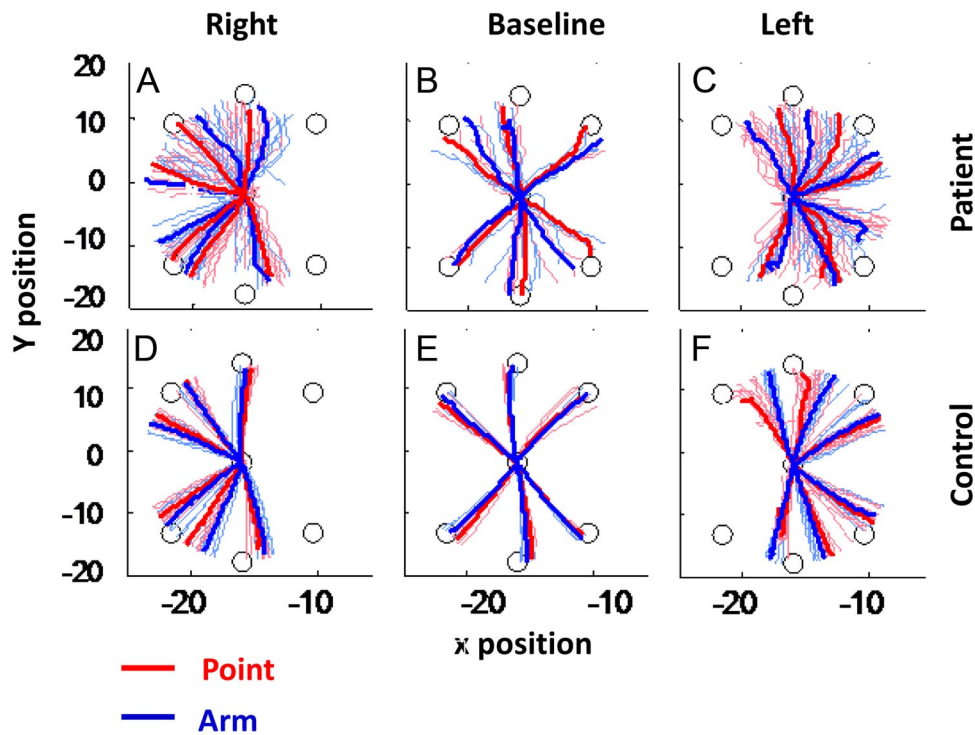 Right Baseline Left
A B C
20
10
0
-10
-20
Patient
D E F
20
10
0
-10
-20
Control
Y position
-20 -10 -20 -10 -20 -10
x position
Point
Arm